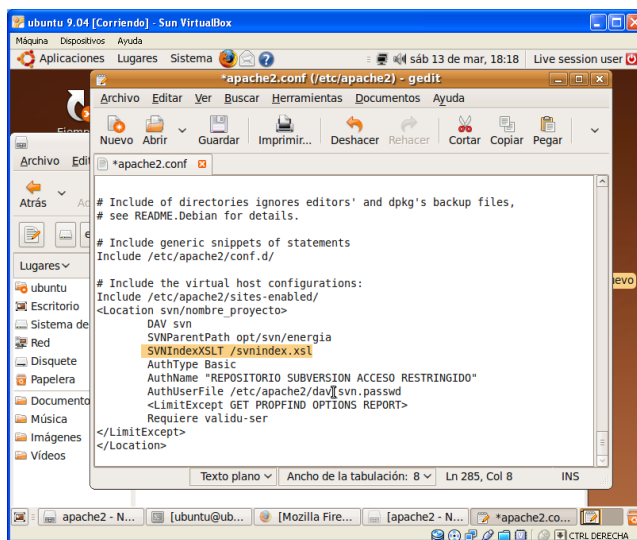 ubuntu 9.04 [Corriendo] - Sun VirtualBox
Máquina Dispositivos Ayuda
Aplicaciones Lugares Sistema sáb 13 de mar, 18:18 Live session user
*apache2.conf (/etc/apache2) - gedit
Archivo Editar Ver Buscar Herramientas Documentos Ayuda
Nuevo Abrir Guardar Imprimir... Deshacer Rehacer Cortar Copiar Pegar
*apache2.conf
Archivo Edit
Atrás
Lugares
ubuntu
Escritorio
Sistema de
Red
Disquete
Papelera
Documento
Música
Imágenes
Vídeos
# Include of directories ignores editors' and dpkg's backup files,
# see README.Debian for details.
# Include generic snippets of statements
Include /etc/apache2/conf.d/
# Include the virtual host configurations:
Include /etc/apache2/sites-enabled/
<Location svn/nombre_proyecto>
DAV svn
SVNParentPath opt/svn/energia
SVNIndexXSLT /svnindex.xsl
AuthType Basic
AuthName "REPOSITORIO SUBVERSION ACCESO RESTRINGIDO"
AuthUserFile /etc/apache2/dav_svn.passwd
<LimitExcept GET PROPFIND OPTIONS REPORT>
Requiere validu-ser
</LimitExcept>
</Location>
evo
Texto plano Ancho de la tabulación: 8 Ln 285, Col 8 INS
apache2 - N... [ubuntu@ub... [Mozilla Fire... [apache2 - N... *apache2.co...
CTRL DERECHA